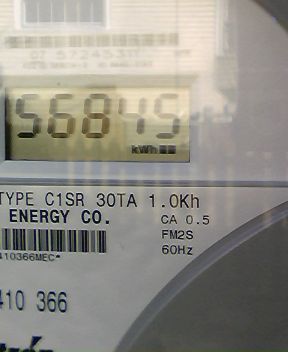 56845
kWh
TYPE C1SR 30TA 1.0Kh
ENERGY CO.
CA 0.5
FM2S
60Hz
410366MEC*
410 366